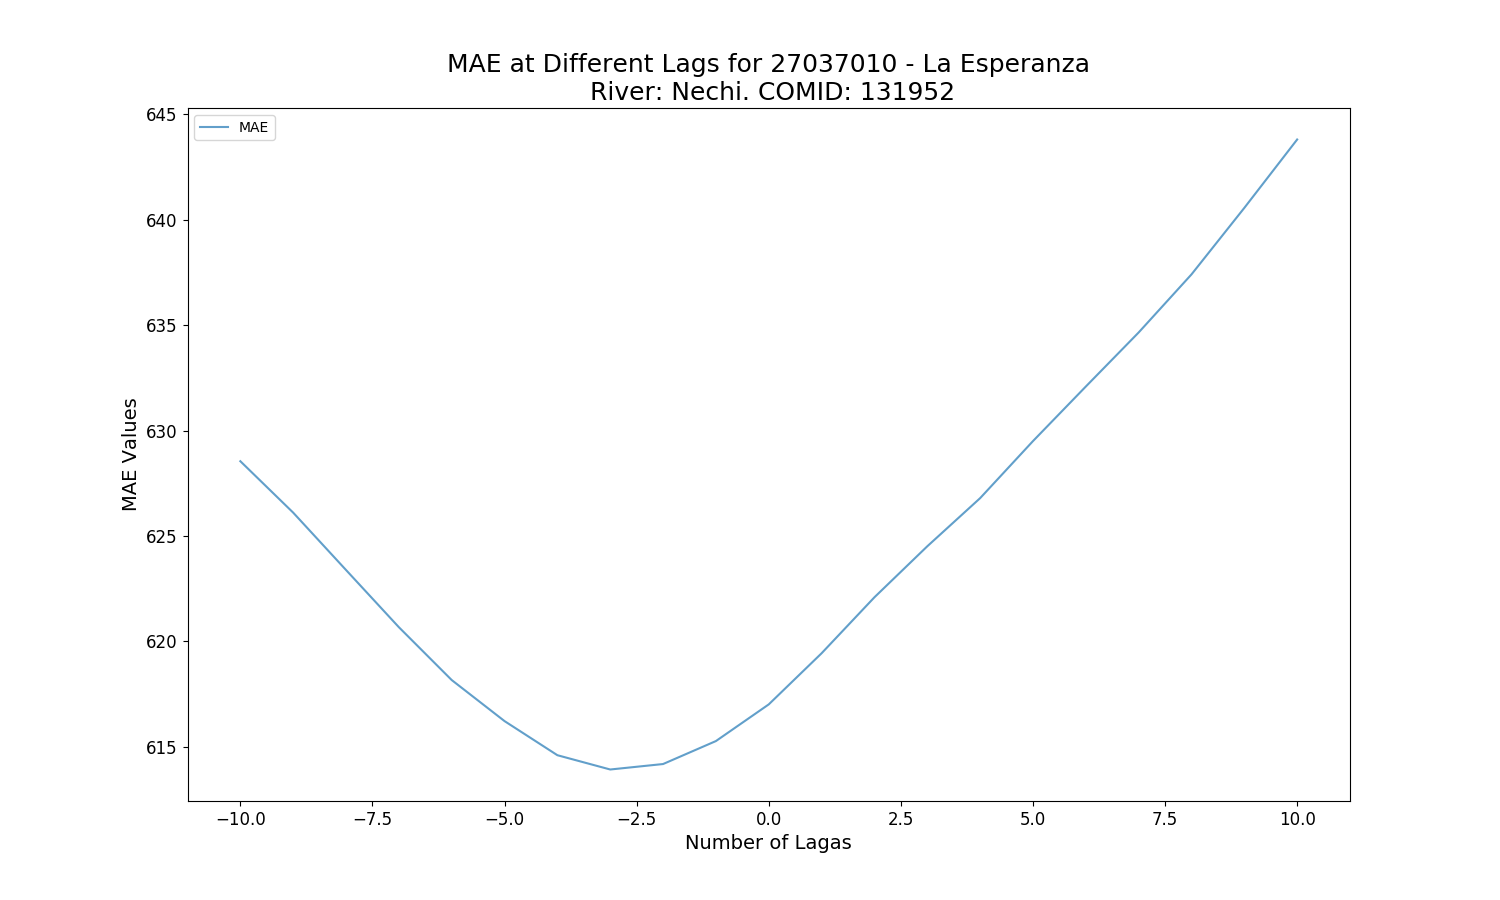 MAE at Different Lags for 27037010 - La Esperanza
River: Nechi. COMID: 131952
MAE
645
640
635
630
625
620
615
MAE Values
−10.0 −7.5 −5.0 −2.5 0.0 2.5 5.0 7.5 10.0
Number of Lagas